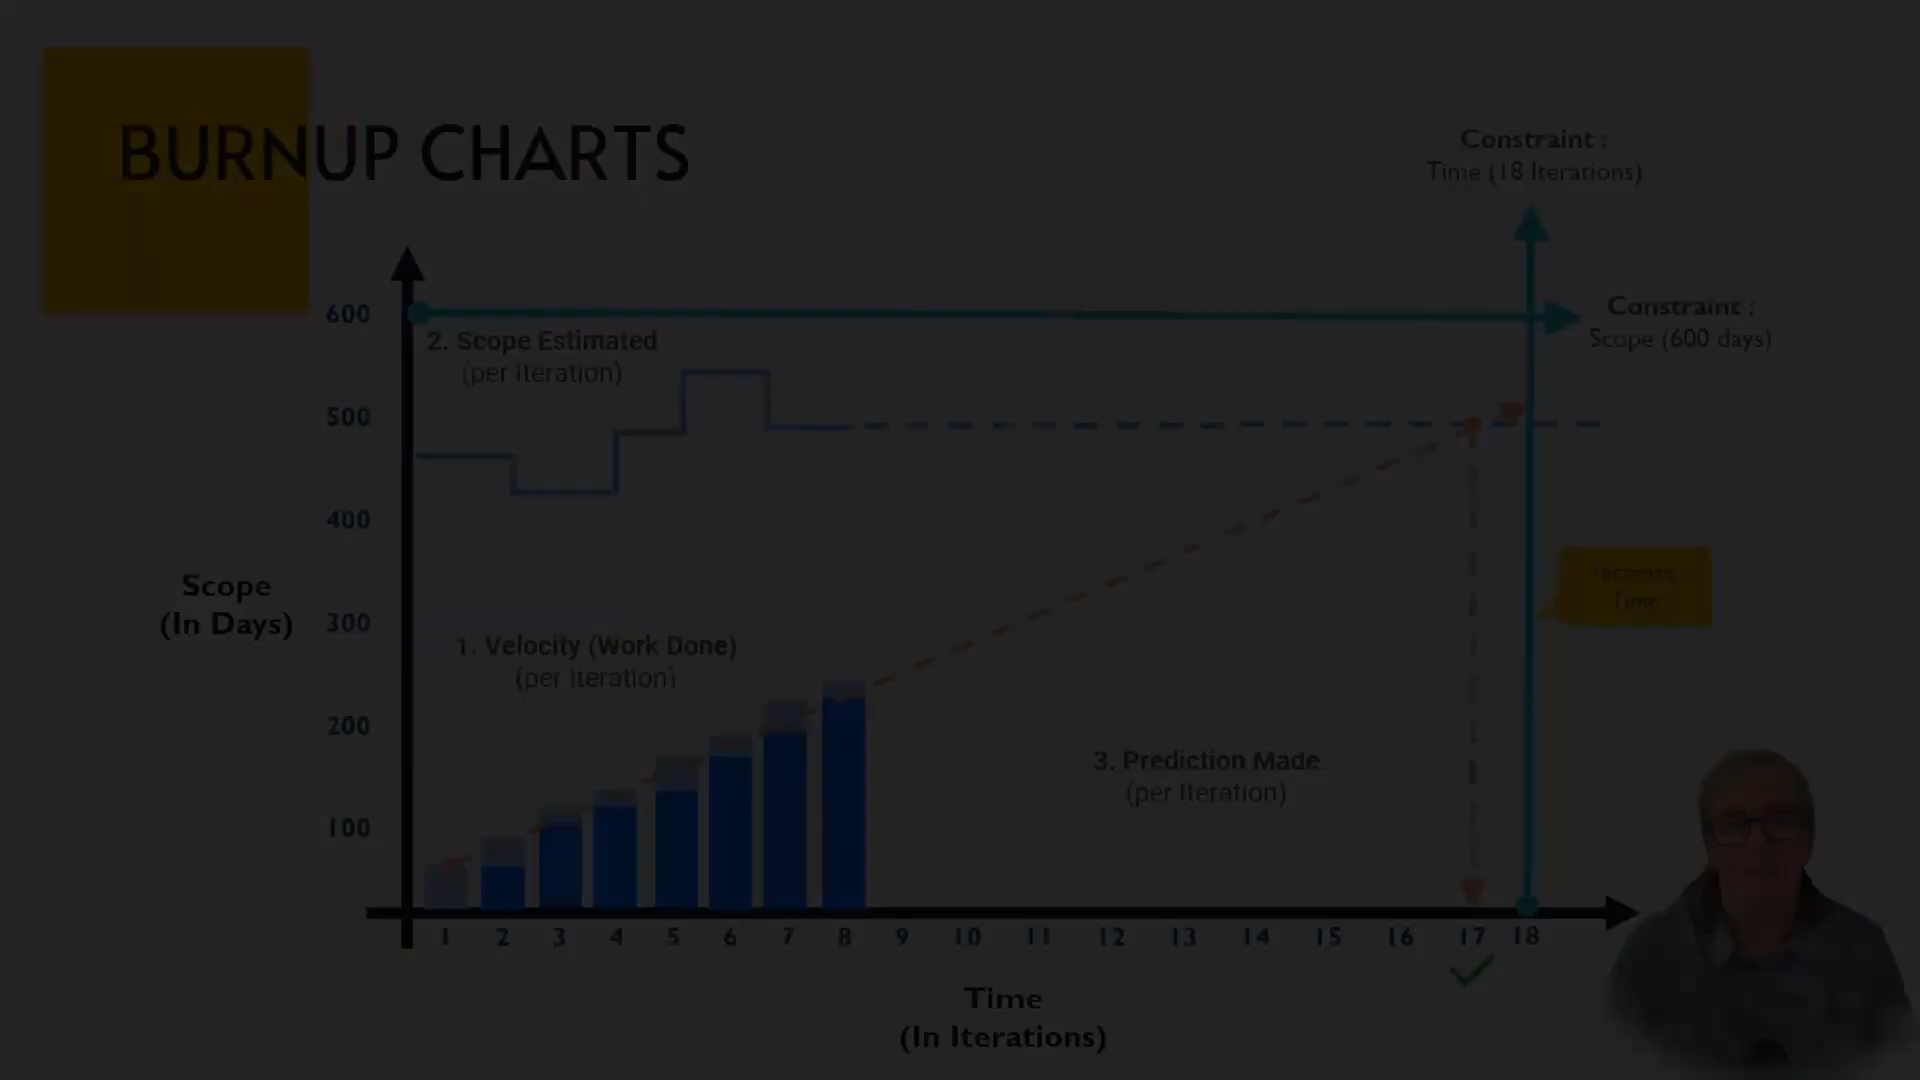 BURNUP CHARTS
Constraint :
Time (18 Iterations)
600
Constraint :
Scope (600 days)
2. Scope Estimated
(per Iteration)
500
400
Scope
(In Days)
300
1. Velocity (Work Done)
(per Iteration)
Increase
Time
200
3. Prediction Made
(per Iteration)
100
1 2 3 4 5 6 7 8 9 10 11 12 13 14 15 16 17 18
Time
(In Iterations)